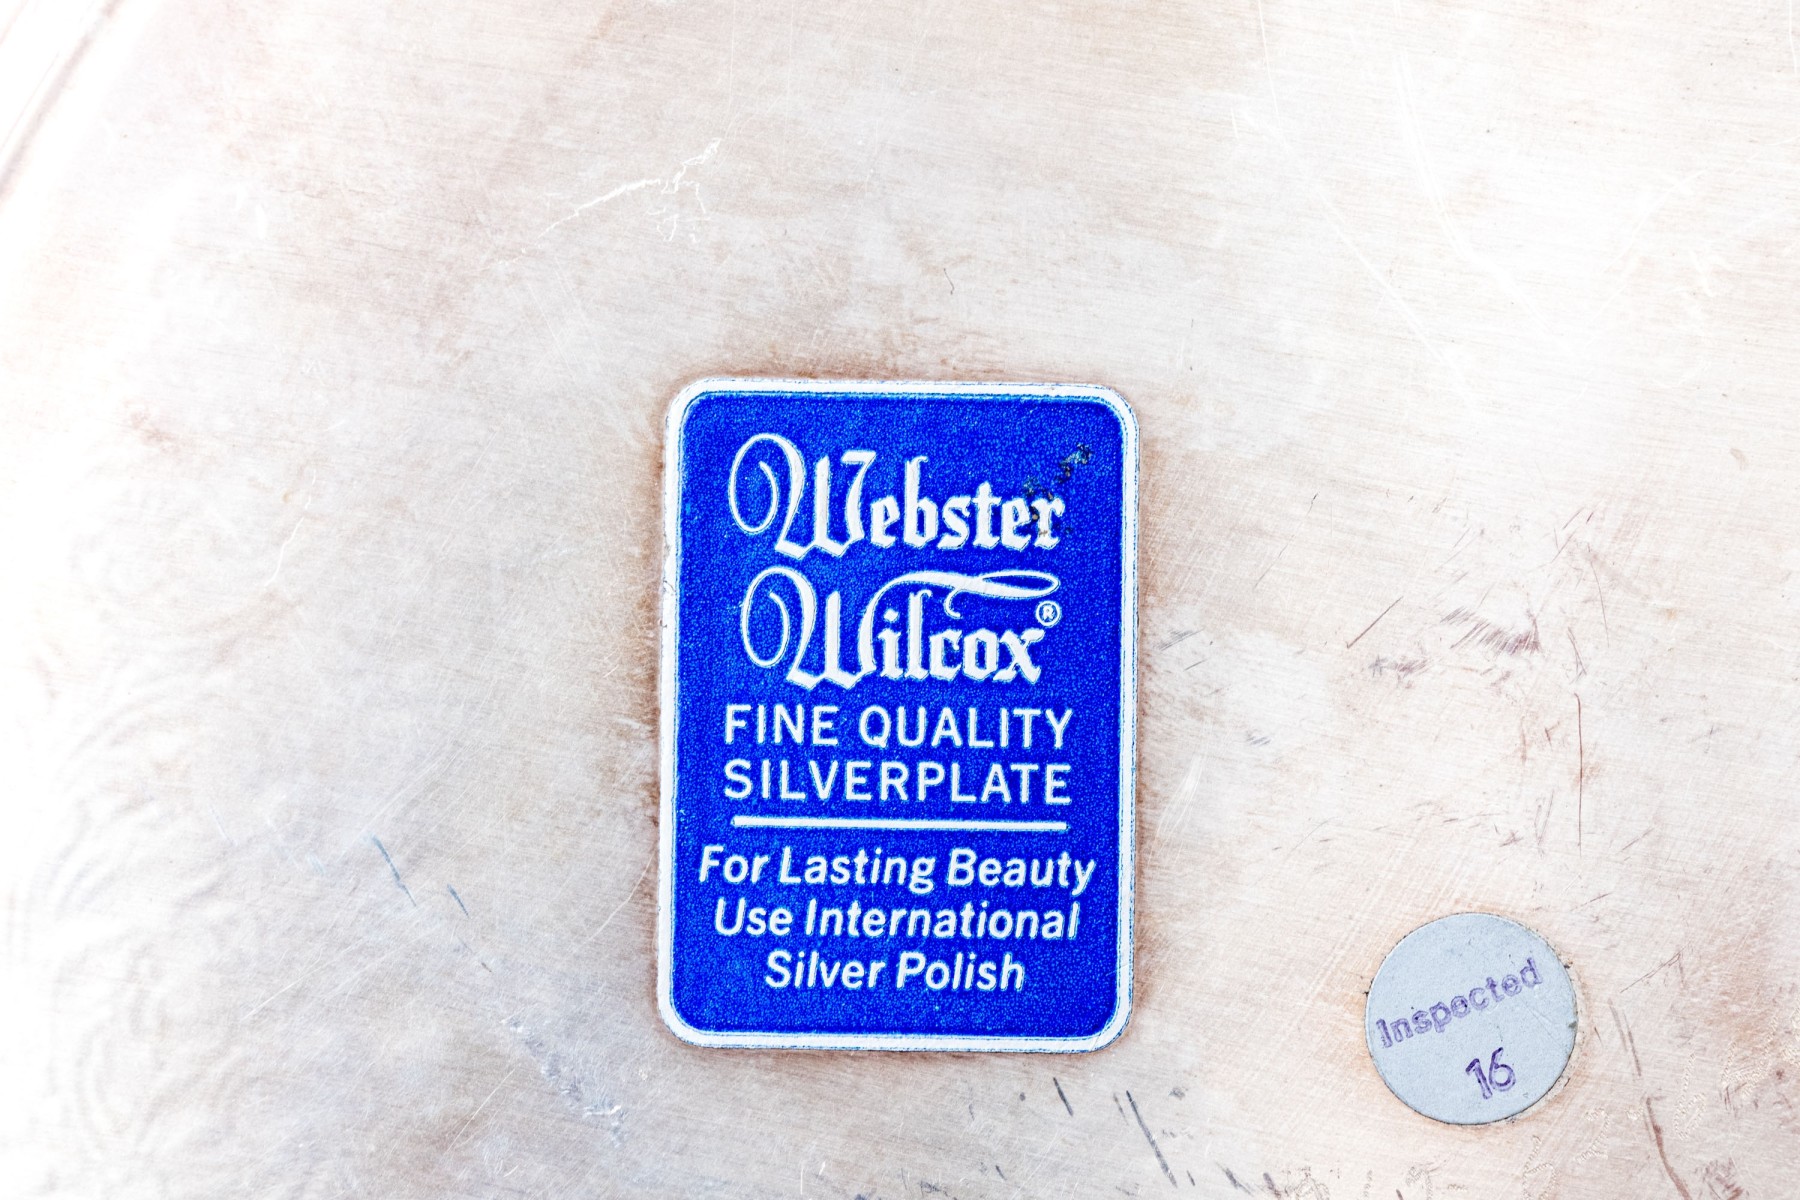 Webster
Wilcox®
FINE QUALITY
SILVERPLATE
For Lasting Beauty
Use International
Silver Polish
Inspected
16